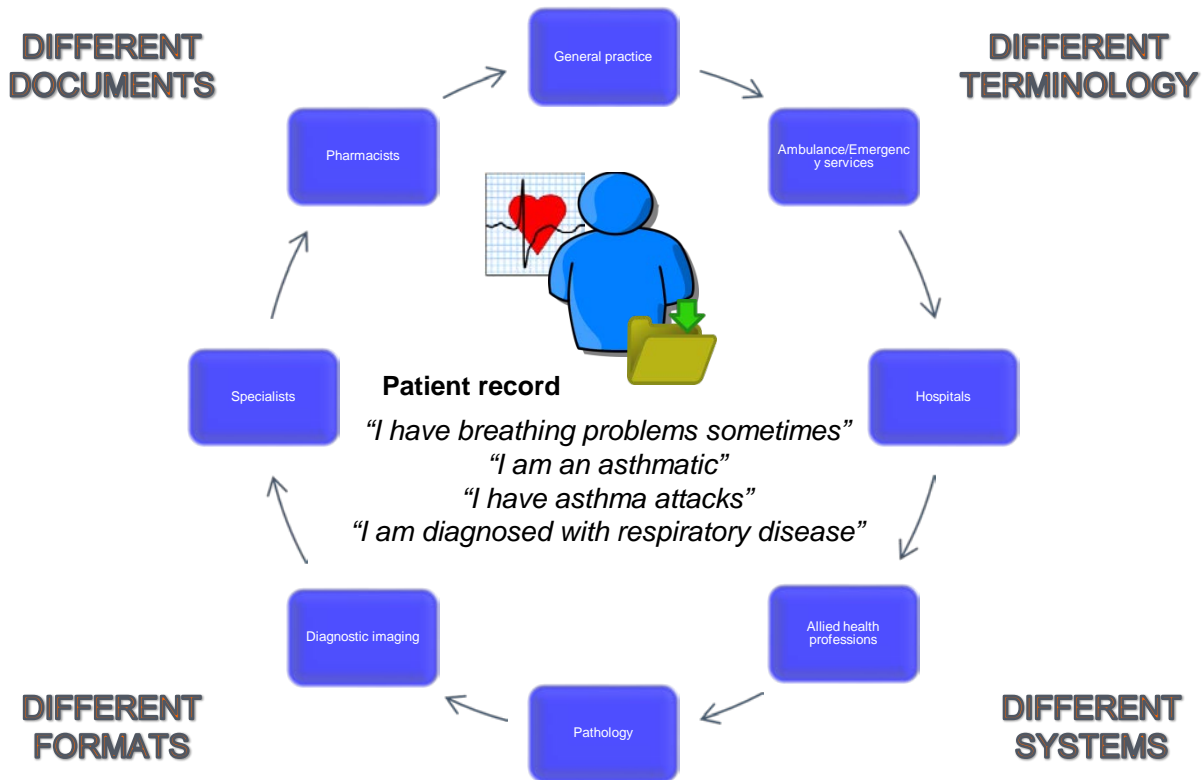 DIFFERENT
DOCUMENTS
General practice
DIFFERENT
TERMINOLOGY
Pharmacists
Ambulance/Emergenc
y services
Specialists
Hospitals
Patient record
“I have breathing problems sometimes”
“I am an asthmatic”
“I have asthma attacks”
“I am diagnosed with respiratory disease”
Diagnostic imaging
Allied health
professions
Pathology
DIFFERENT
FORMATS
DIFFERENT
SYSTEMS